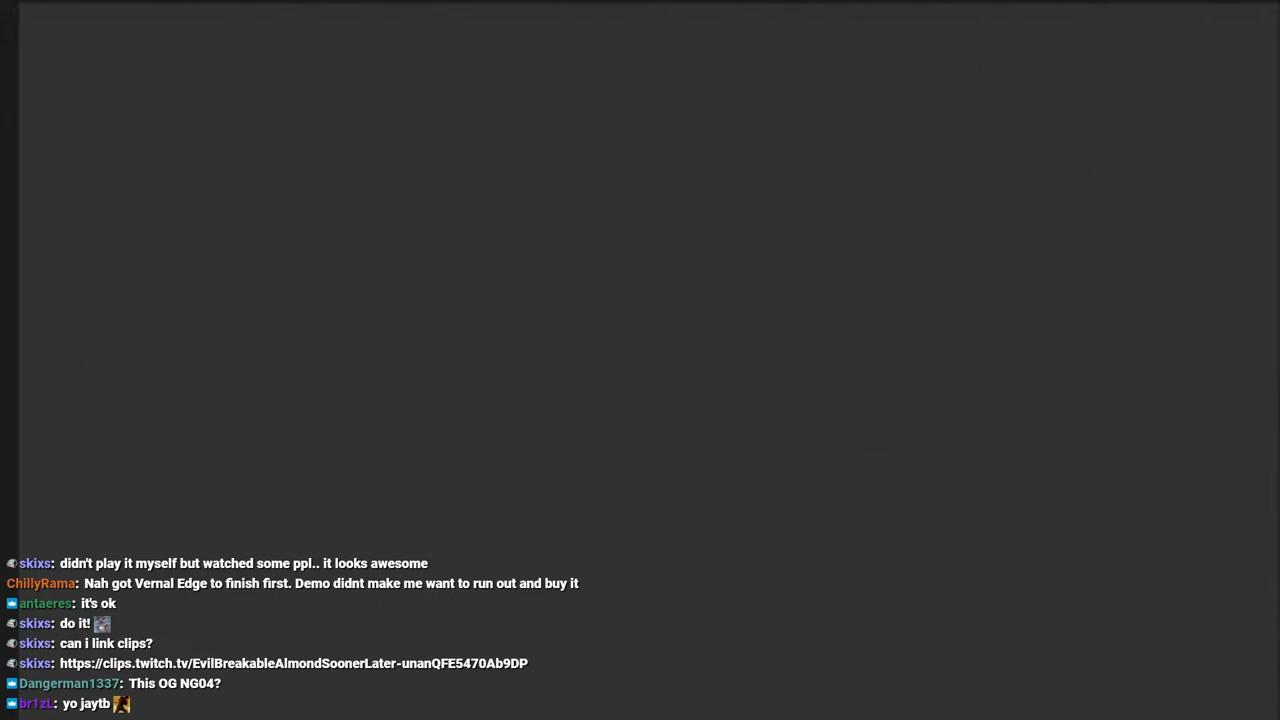 skixs: didn't play it myself but watched some ppl.. it looks awesome
ChillyRama: Nah got Vernal Edge to finish first. Demo didnt make me want to run out and buy it
antaeres: it's ok
skixs: do it!
skixs: can i link clips?
skixs: https://clips.twitch.tv/EvilBreakableAlmondSoonerLater-unanQFE5470Ab9DP
Dangerman1337: This OG NG04?
br1zL: yo jaytb